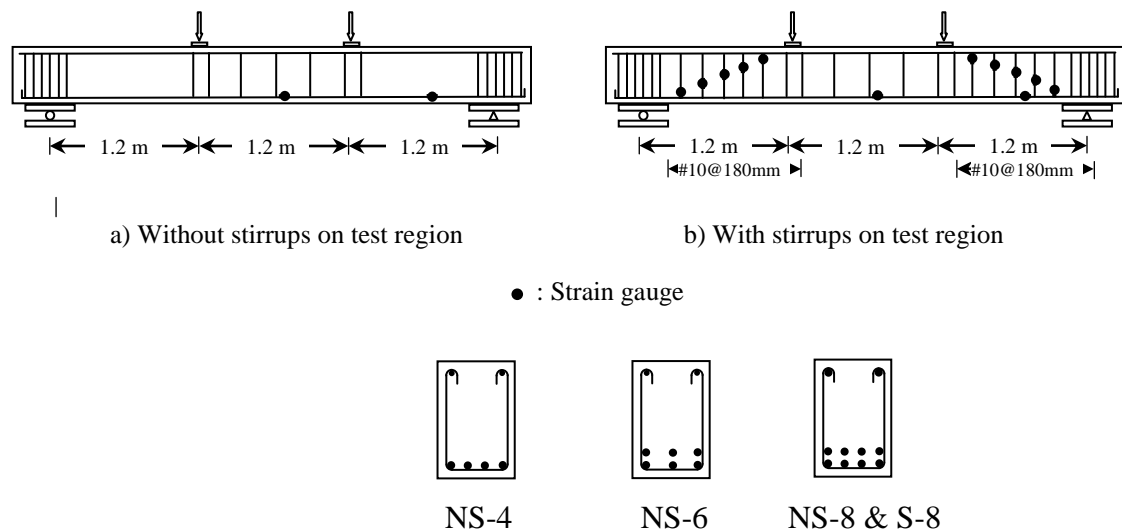 1.2 m 1.2 m 1.2 m 1.2 m 1.2 m 1.2 m
#10@180mm #10@180mm
a) Without stirrups on test region b) With stirrups on test region
: Strain gauge
NS-4 NS-6 NS-8 & S-8